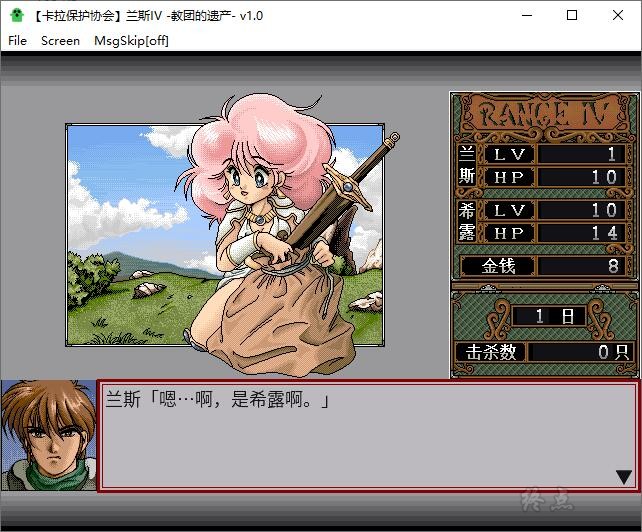 【卡拉保护协会】兰斯IV -教团的遗产- v1.0
File Screen MsgSkip[off]
RANCE IV
兰斯
LV 1
HP 10
希露
LV 10
HP 14
金钱 8
1 日
击杀数 0 只
兰斯「嗯…啊，是希露啊。」
终点